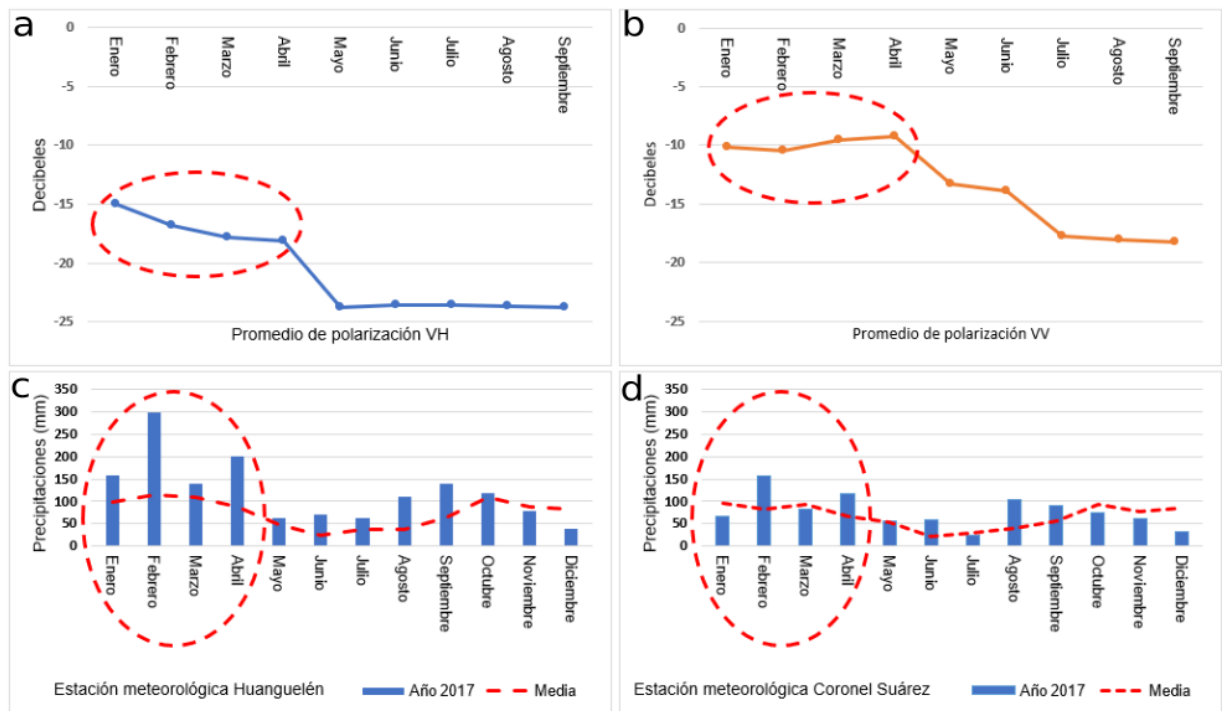 a
0
-5
-10
-15
-20
-25
Decibeles
Enero
Febrero
Marzo
Abril
Mayo
Junio
Julio
Agosto
Septiembre
Promedio de polarización VH
b
0
-5
-10
-15
-20
-25
Decibeles
Enero
Febrero
Marzo
Abril
Mayo
Junio
Julio
Agosto
Septiembre
Promedio de polarización VV
c
350
300
250
200
150
100
50
0
Precipitaciones (mm)
Enero
Febrero
Marzo
Abril
Mayo
Junio
Julio
Agosto
Septiembre
Octubre
Noviembre
Diciembre
Estación meteorológica Huanguelén
Año 2017
Media
d
350
300
250
200
150
100
50
0
Precipitaciones (mm)
Enero
Febrero
Marzo
Abril
Mayo
Junio
Julio
Agosto
Septiembre
Octubre
Noviembre
Diciembre
Estación meteorológica Coronel Suárez
Año 2017
Media